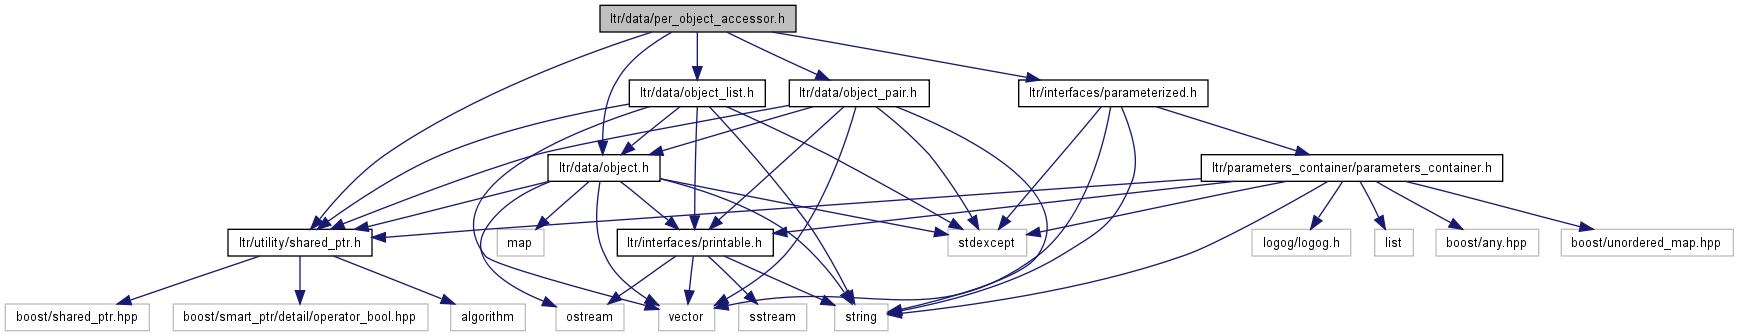 ltr/data/per_object_accessor.h
ltr/data/object_list.h
ltr/data/object_pair.h
ltr/interfaces/parameterized.h
ltr/data/object.h
ltr/parameters_container/parameters_container.h
ltr/utility/shared_ptr.h
map
ltr/interfaces/printable.h
stdexcept
logog/logog.h
list
boost/any.hpp
boost/unordered_map.hpp
boost/shared_ptr.hpp
boost/smart_ptr/detail/operator_bool.hpp
algorithm
ostream
vector
sstream
string